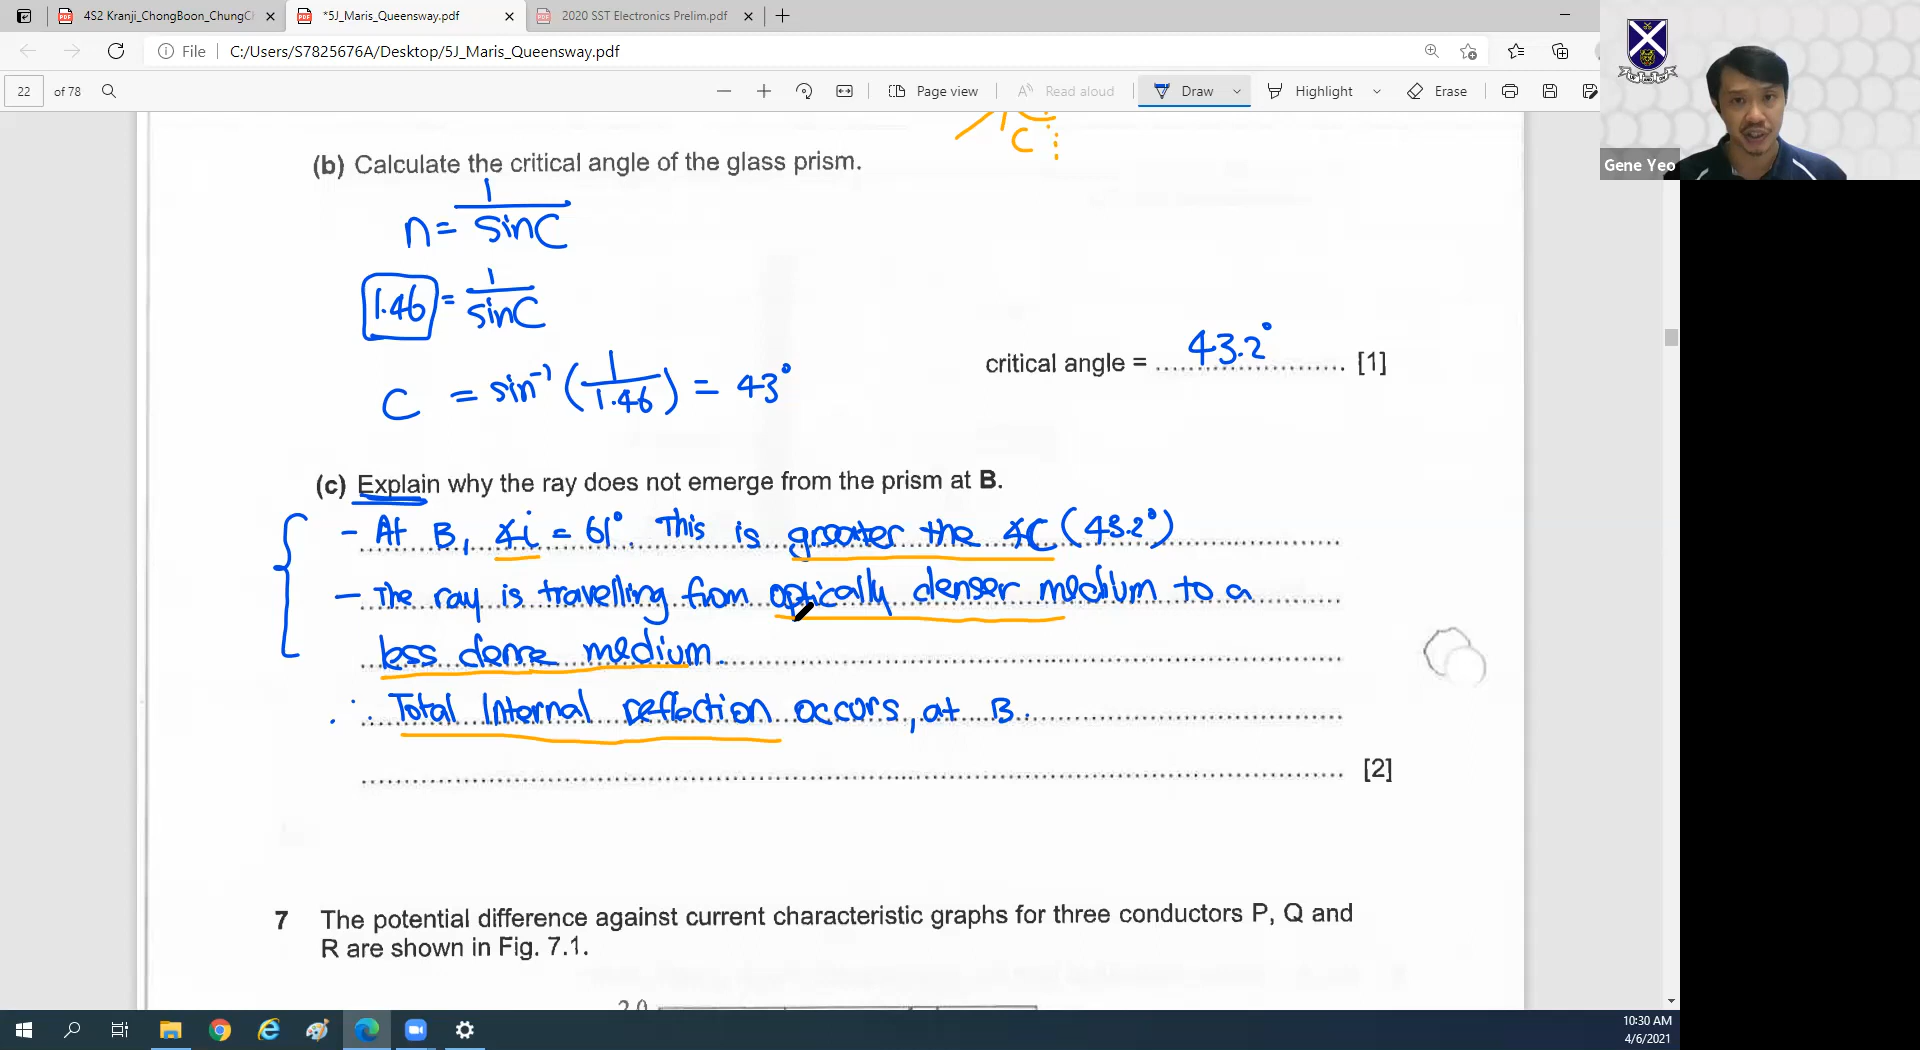 4S2 Kranji_ChongBoon_ChungCl
*5J_Maris_Queensway.pdf
2020 SST Electronics Prelim.pdf
File
C:/Users/S7825676A/Desktop/5J_Maris_Queensway.pdf
22 of 78
Page view
Read aloud
Draw
Highlight
Erase
Gene Yeo
C
(b) Calculate the critical angle of the glass prism.
n = 1/sinC
1.46 = 1/sinC
critical angle = 43.2° [1]
C = sin⁻¹ (1/1.46) = 43°
(c) Explain why the ray does not emerge from the prism at B.
- At B, ∡i = 61°. This is greater the ∡C (43.2°)
- The ray is travelling from optically denser medium to a
less dense medium.
∴ Total Internal Reflection occurs, at B.
[2]
7 The potential difference against current characteristic graphs for three conductors P, Q and
R are shown in Fig. 7.1.
2.0
10:30 AM
4/6/2021